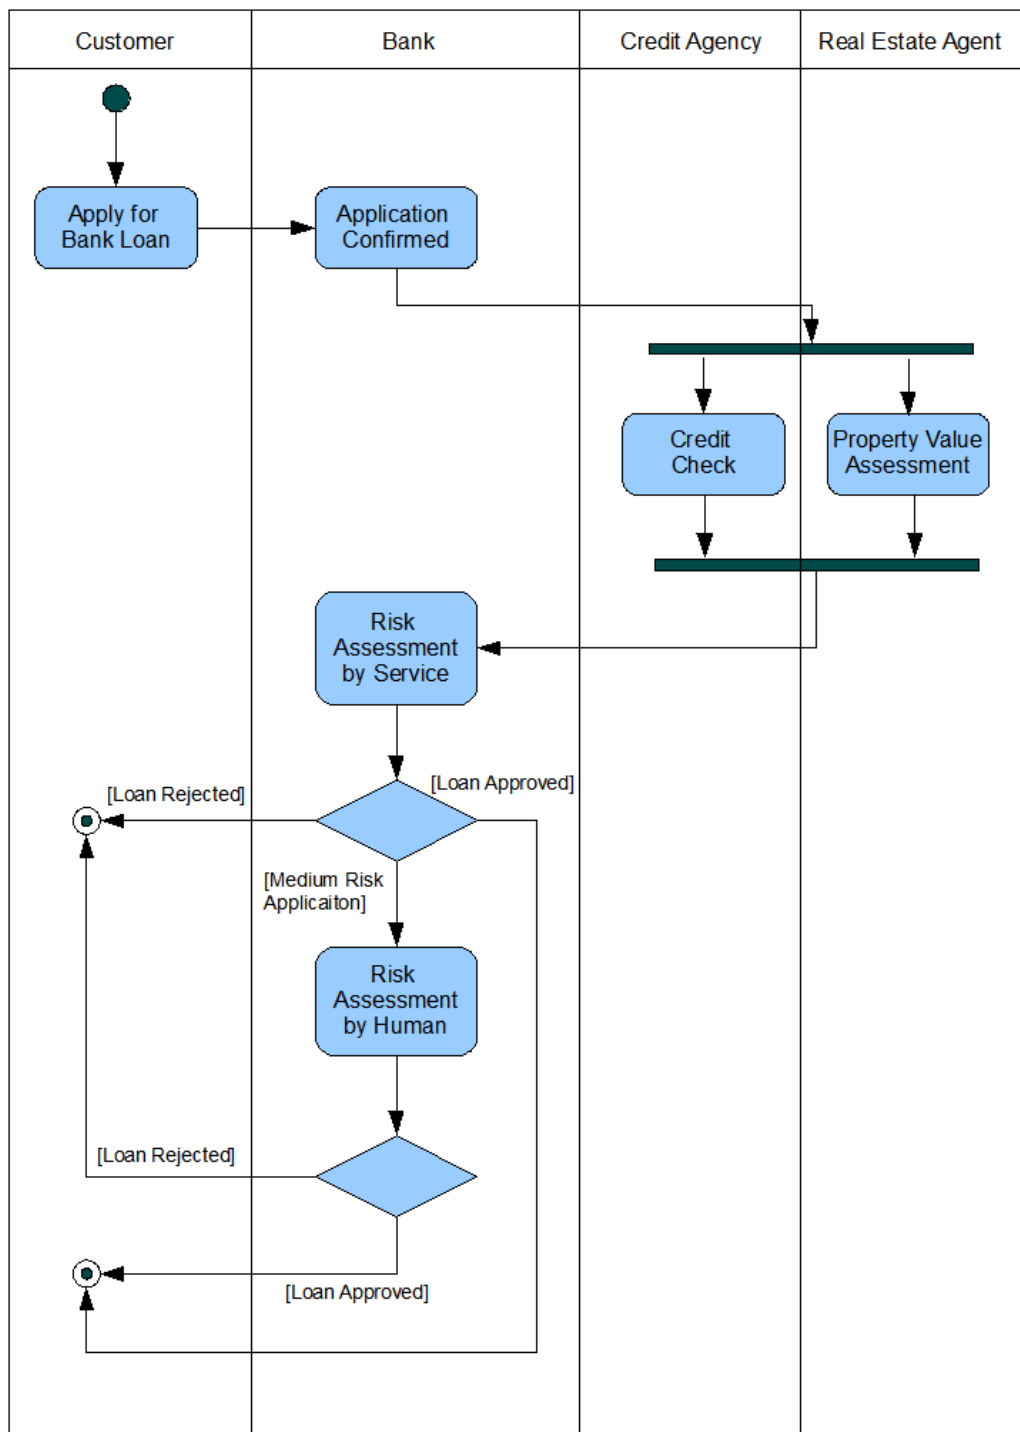 Customer
Bank
Credit Agency
Real Estate Agent
Apply for
Bank Loan
Application
Confirmed
Credit
Check
Property Value
Assessment
Risk
Assessment
by Service
[Loan Rejected]
[Loan Approved]
[Medium Risk
Applicaiton]
Risk
Assessment
by Human
[Loan Rejected]
[Loan Approved]